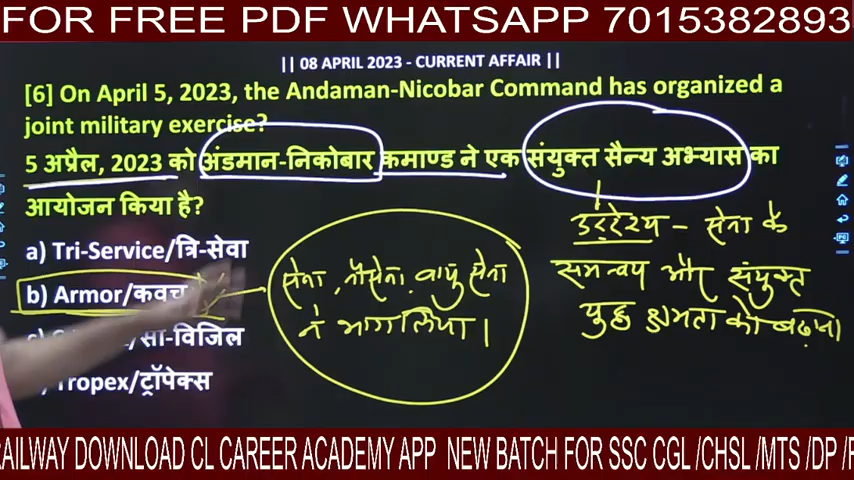 FOR FREE PDF WHATSAPP 7015382893
|| 08 APRIL 2023 - CURRENT AFFAIR ||
[6] On April 5, 2023, the Andaman-Nicobar Command has organized a
joint military exercise?
5 अप्रैल, 2023 को अंडमान-निकोबार कमाण्ड ने एक संयुक्त सैन्य अभ्यास का
आयोजन किया है?
a) Tri-Service/त्रि-सेवा
b) Armor/कवच
सी-विजिल
Tropex/ट्रॉपेक्स
सेना, नौसेना, वायु सेना
ने भाग लिया।
उद्देश्य - सेना के
समन्वय और संयुक्त
युद्ध क्षमता को बढ़ाना
RAILWAY DOWNLOAD CL CAREER ACADEMY APP NEW BATCH FOR SSC CGL /CHSL /MTS /DP